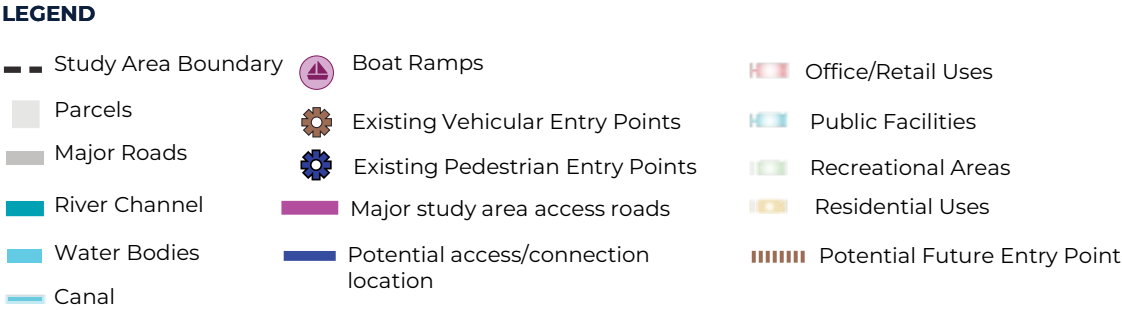 LEGEND
Study Area Boundary
Parcels
Major Roads
River Channel
Water Bodies
Canal
Boat Ramps
Existing Vehicular Entry Points
Existing Pedestrian Entry Points
Major study area access roads
Potential access/connection
location
Office/Retail Uses
Public Facilities
Recreational Areas
Residential Uses
Potential Future Entry Point